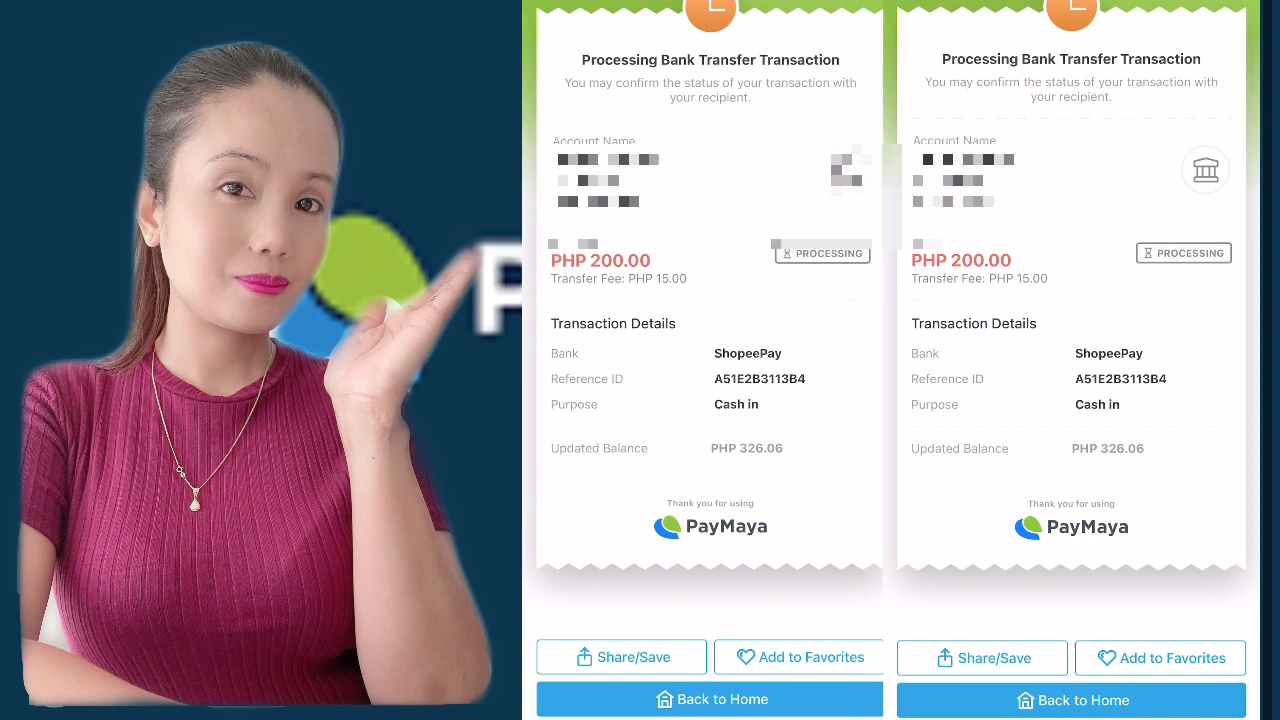 P
Processing Bank Transfer Transaction
You may confirm the status of your transaction with
your recipient.
Account Name
PHP 200.00
PROCESSING
Transfer Fee: PHP 15.00
Transaction Details
Bank ShopeePay
Reference ID A51E2B3113B4
Purpose Cash in
Updated Balance PHP 326.06
Thank you for using
PayMaya
Share/Save
Add to Favorites
Back to Home
Processing Bank Transfer Transaction
You may confirm the status of your transaction with
your recipient.
Account Name
PHP 200.00
PROCESSING
Transfer Fee: PHP 15.00
Transaction Details
Bank ShopeePay
Reference ID A51E2B3113B4
Purpose Cash in
Updated Balance PHP 326.06
Thank you for using
PayMaya
Share/Save
Add to Favorites
Back to Home